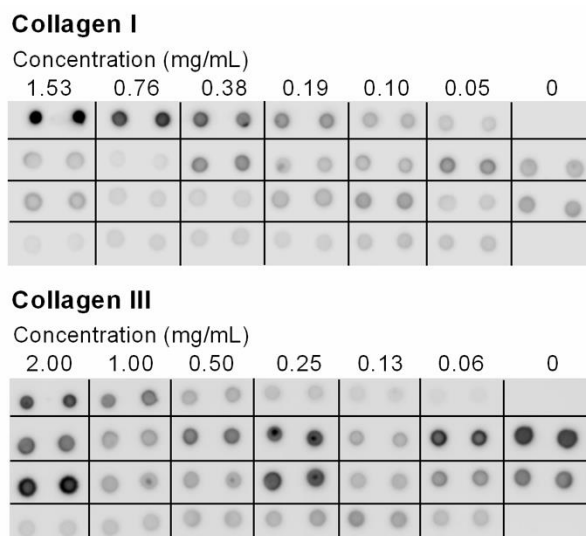 Collagen I
Concentration (mg/mL)
1.53 0.76 0.38 0.19 0.10 0.05 0
Collagen III
Concentration (mg/mL)
2.00 1.00 0.50 0.25 0.13 0.06 0